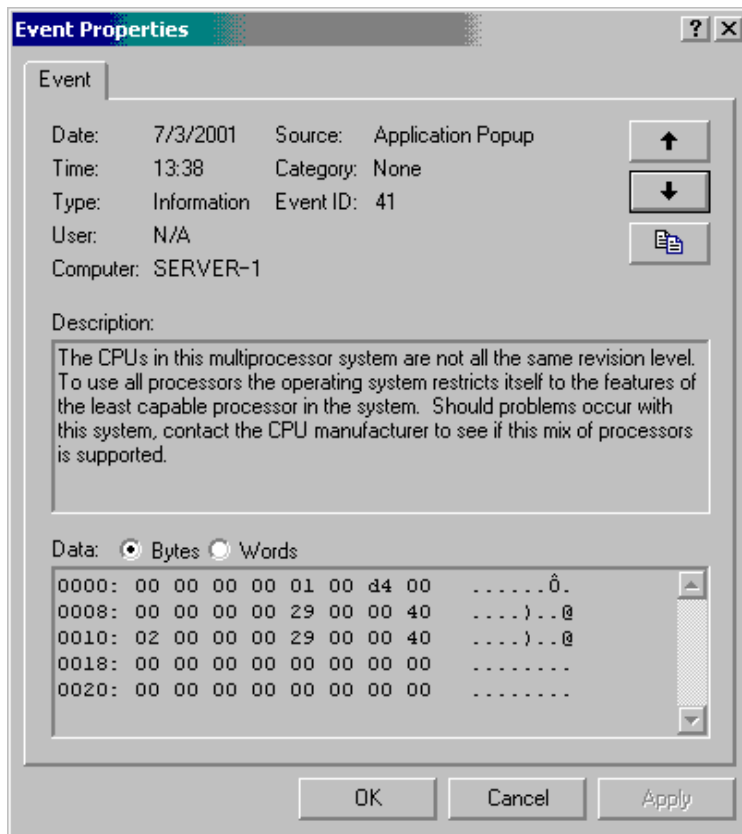 Event Properties
Event
Date: 7/3/2001 Source: Application Popup
Time: 13:38 Category: None
Type: Information Event ID: 41
User: N/A
Computer: SERVER-1
Description:
The CPUs in this multiprocessor system are not all the same revision level.
To use all processors the operating system restricts itself to the features of
the least capable processor in the system. Should problems occur with
this system, contact the CPU manufacturer to see if this mix of processors
is supported.
Data: Bytes Words
0000: 00 00 00 00 01 00 d4 00 ......Ô.
0008: 00 00 00 00 29 00 00 40 ....)..@
0010: 02 00 00 00 29 00 00 40 ....)..@
0018: 00 00 00 00 00 00 00 00 ........
0020: 00 00 00 00 00 00 00 00 ........
OK Cancel Apply